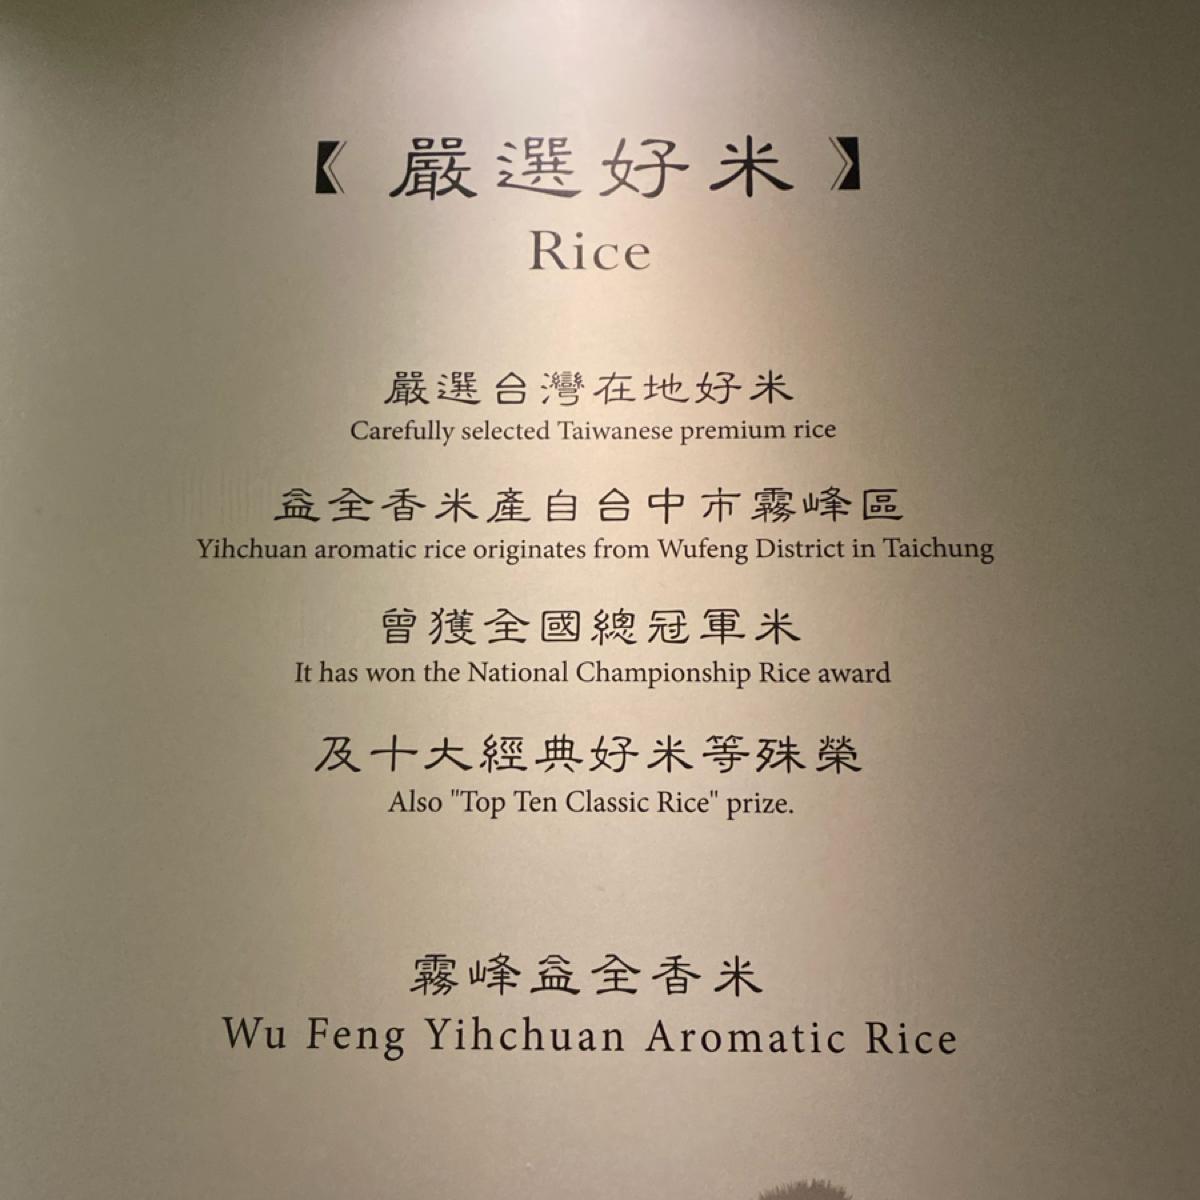 【嚴選好米】
Rice
嚴選台灣在地好米
Carefully selected Taiwanese premium rice
益全香米產自台中市霧峰區
Yihchuan aromatic rice originates from Wufeng District in Taichung
曾獲全國總冠軍米
It has won the National Championship Rice award
及十大經典好米等殊榮
Also "Top Ten Classic Rice" prize.
霧峰益全香米
Wu Feng Yihchuan Aromatic Rice